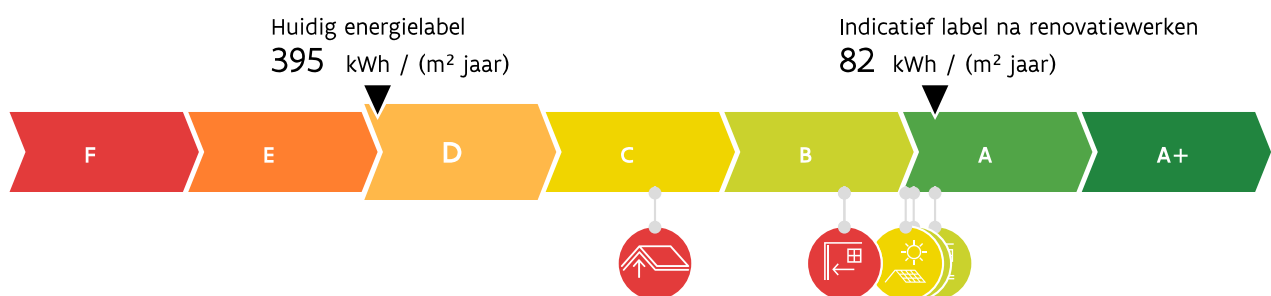 Huidig energielabel
395 kWh / (m² jaar)
Indicatief label na renovatiewerken
82 kWh / (m² jaar)
F E D C B A A+